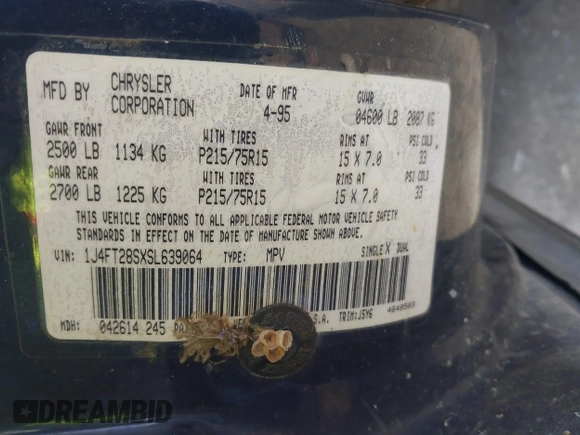 MFD BY CHRYSLER CORPORATION DATE OF MFR 4-95 GVWR 04600 LB 2087 KG
GAWR FRONT WITH TIRES RIMS AT PSI COLD
2500 LB 1134 KG P215/75R15 15 X 7.0 33
GAWR REAR WITH TIRES RIMS AT PSI COLD
2700 LB 1225 KG P215/75R15 15 X 7.0 33
THIS VEHICLE CONFORMS TO ALL APPLICABLE FEDERAL MOTOR VEHICLE SAFETY
STANDARDS IN EFFECT ON THE DATE OF MANUFACTURE SHOWN ABOVE.
VIN: 1J4FT28SXSL639064 TYPE: MPV SINGLE X DUAL
MDH: 042614 245 TRIM:J5M6 4648503
DREAMBID